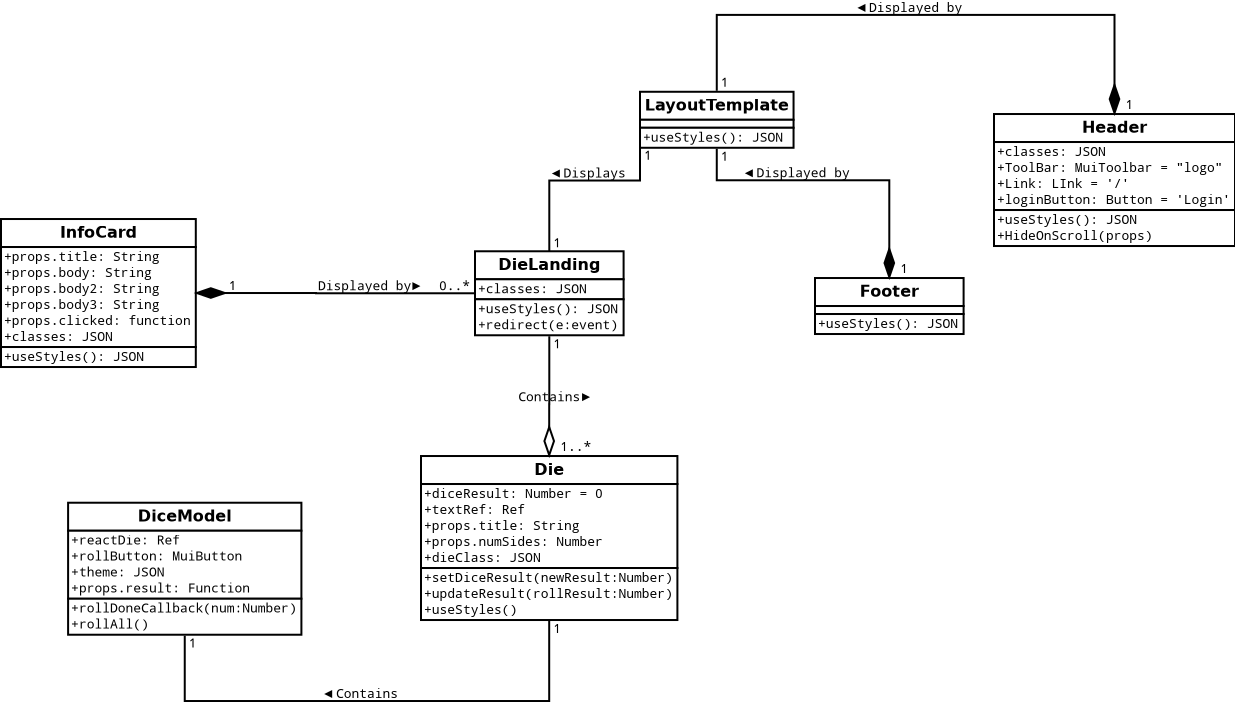 ◄Displayed by
1
1
LayoutTemplate
+useStyles(): JSON
1
1
Header
+classes: JSON
+ToolBar: MuiToolbar = "logo"
+Link: LInk = '/'
+loginButton: Button = 'Login'
+useStyles(): JSON
+HideOnScroll(props)
◄Displays
◄Displayed by
1
1
InfoCard
+props.title: String
+props.body: String
+props.body2: String
+props.body3: String
+props.clicked: function
+classes: JSON
+useStyles(): JSON
1
Displayed by►
0..*
DieLanding
+classes: JSON
+useStyles(): JSON
+redirect(e:event)
1
Footer
+useStyles(): JSON
Contains►
1..*
Die
+diceResult: Number = 0
+textRef: Ref
+props.title: String
+props.numSides: Number
+dieClass: JSON
+setDiceResult(newResult:Number)
+updateResult(rollResult:Number)
+useStyles()
1
DiceModel
+reactDie: Ref
+rollButton: MuiButton
+theme: JSON
+props.result: Function
+rollDoneCallback(num:Number)
+rollAll()
1
◄Contains